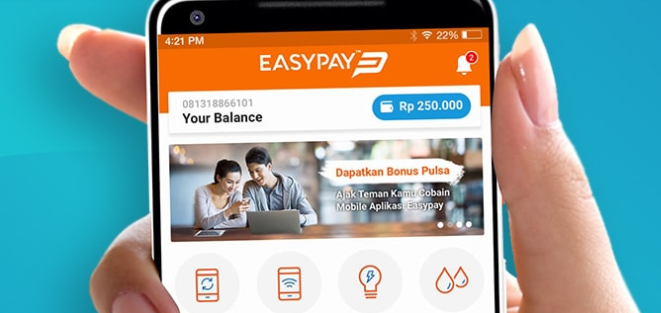 4:21 PM 22%
EASYPAY™
2
081318866101
Your Balance
Rp 250.000
Dapatkan Bonus Pulsa
Ajak Teman Kamu Cobain
Mobile Aplikasi Easypay